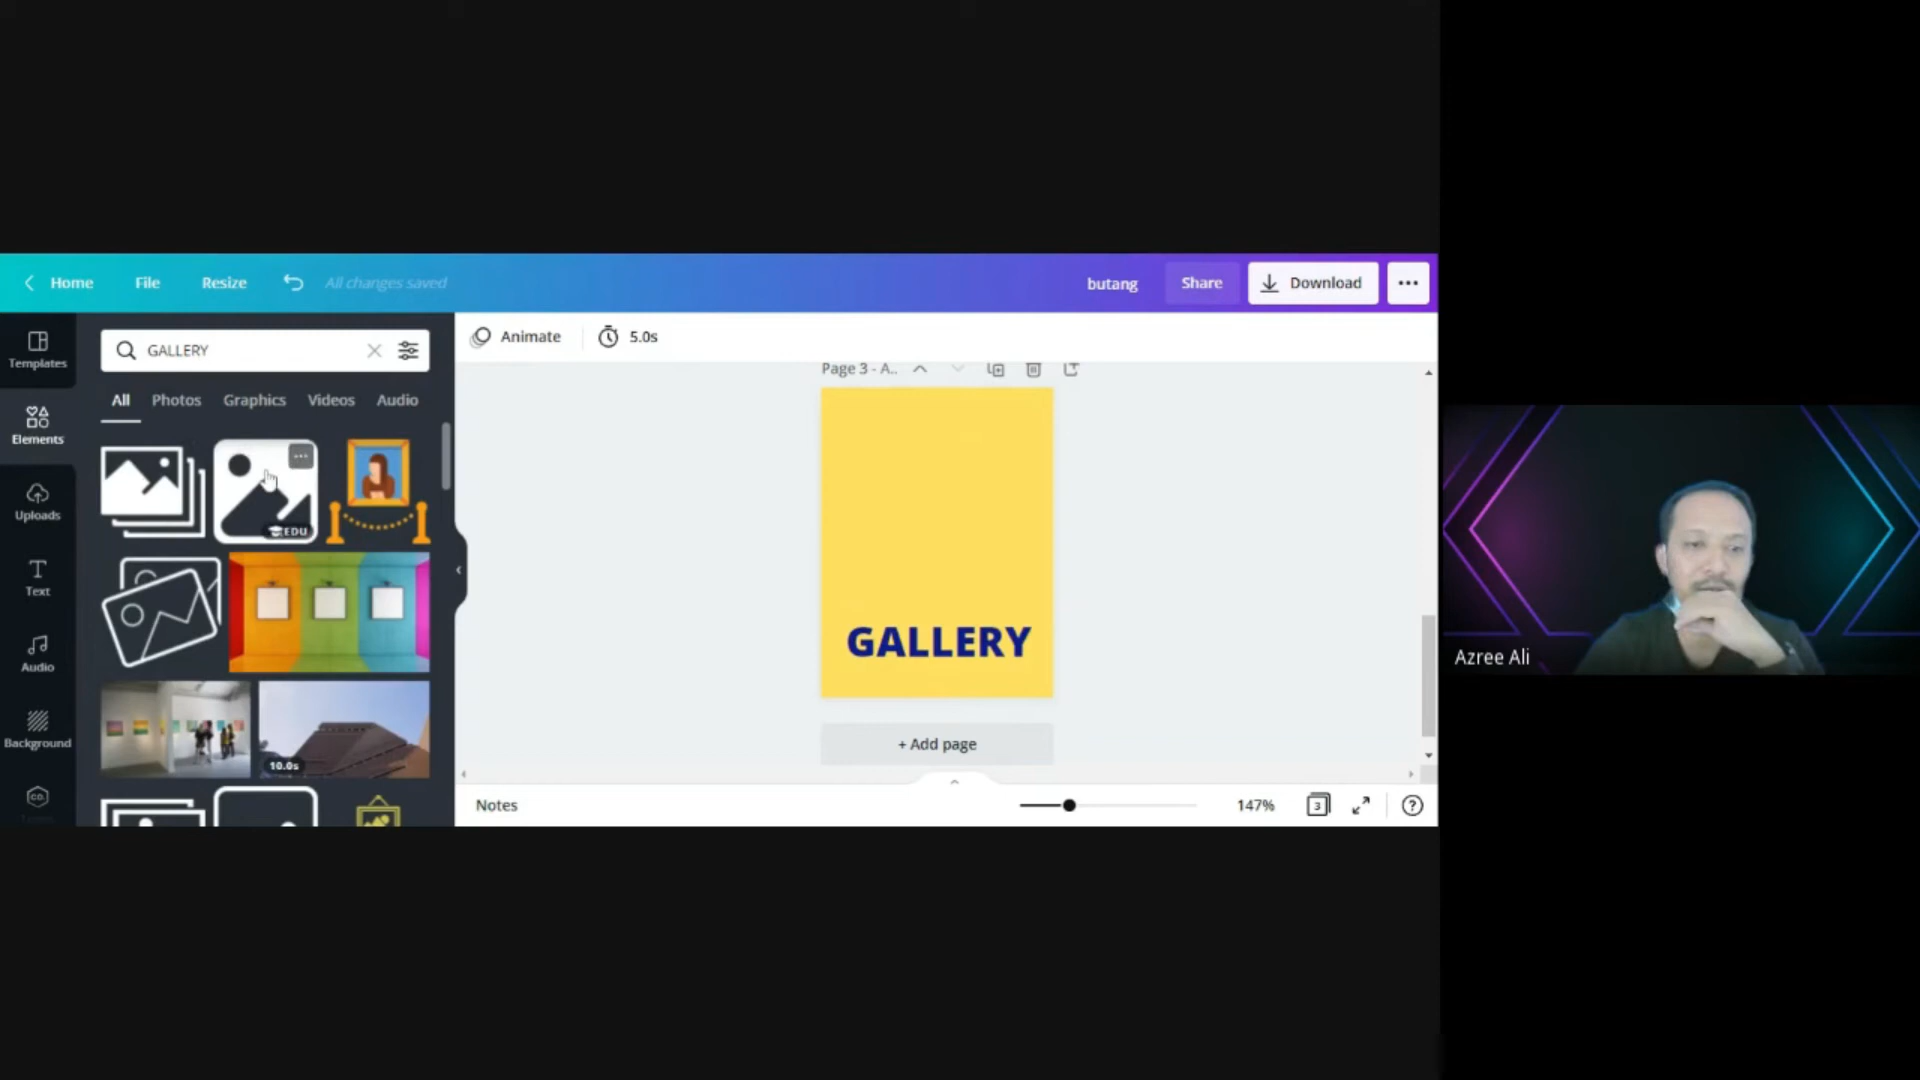 Home File Resize All changes saved butang Share Download
Templates
Elements
Uploads
Text
Audio
Background
GALLERY
All Photos Graphics Videos Audio
EDU
10.0s
Animate 5.0s
Page 3 - A..
GALLERY
+ Add page
Notes 147% 3 ?
Azree Ali